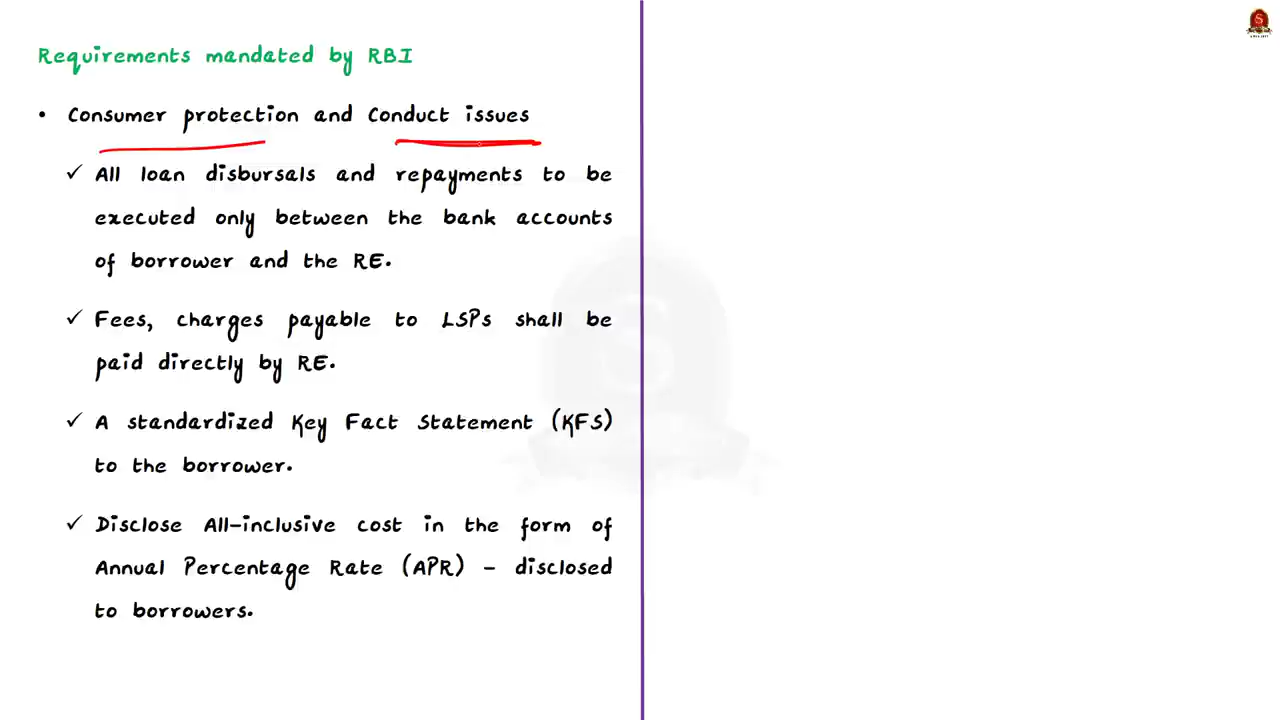 Requirements mandated by RBI
• Consumer protection and Conduct issues
✓ All loan disbursals and repayments to be
executed only between the bank accounts
of borrower and the RE.
✓ Fees, charges payable to LSPs shall be
paid directly by RE.
✓ A standardized Key Fact Statement (KFS)
to the borrower.
✓ Disclose All-inclusive cost in the form of
Annual Percentage Rate (APR) – disclosed
to borrowers.